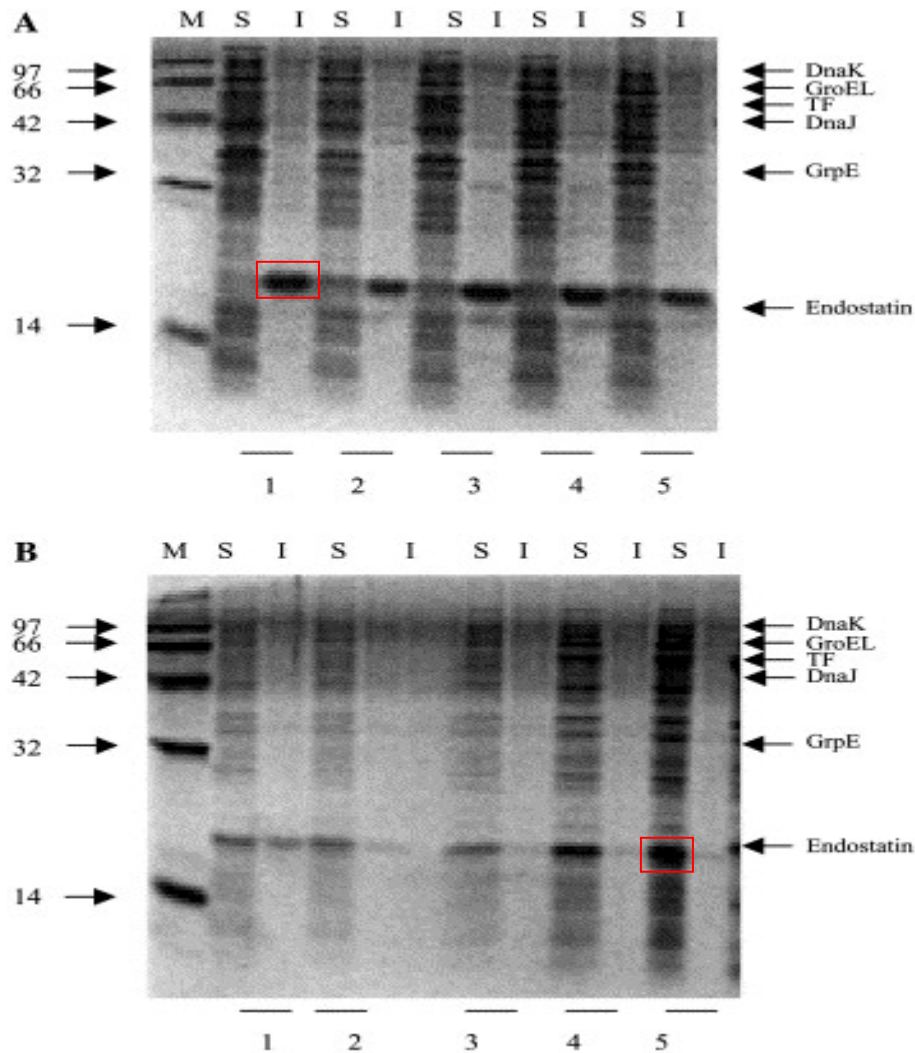 A M S I S I S I S I S I
97 DnaK
66 GroEL
TF
42 DnaJ
32 GrpE
Endostatin
14
1 2 3 4 5
B M S I S I S I S I S I
97 DnaK
66 GroEL
TF
42 DnaJ
32 GrpE
Endostatin
14
1 2 3 4 5